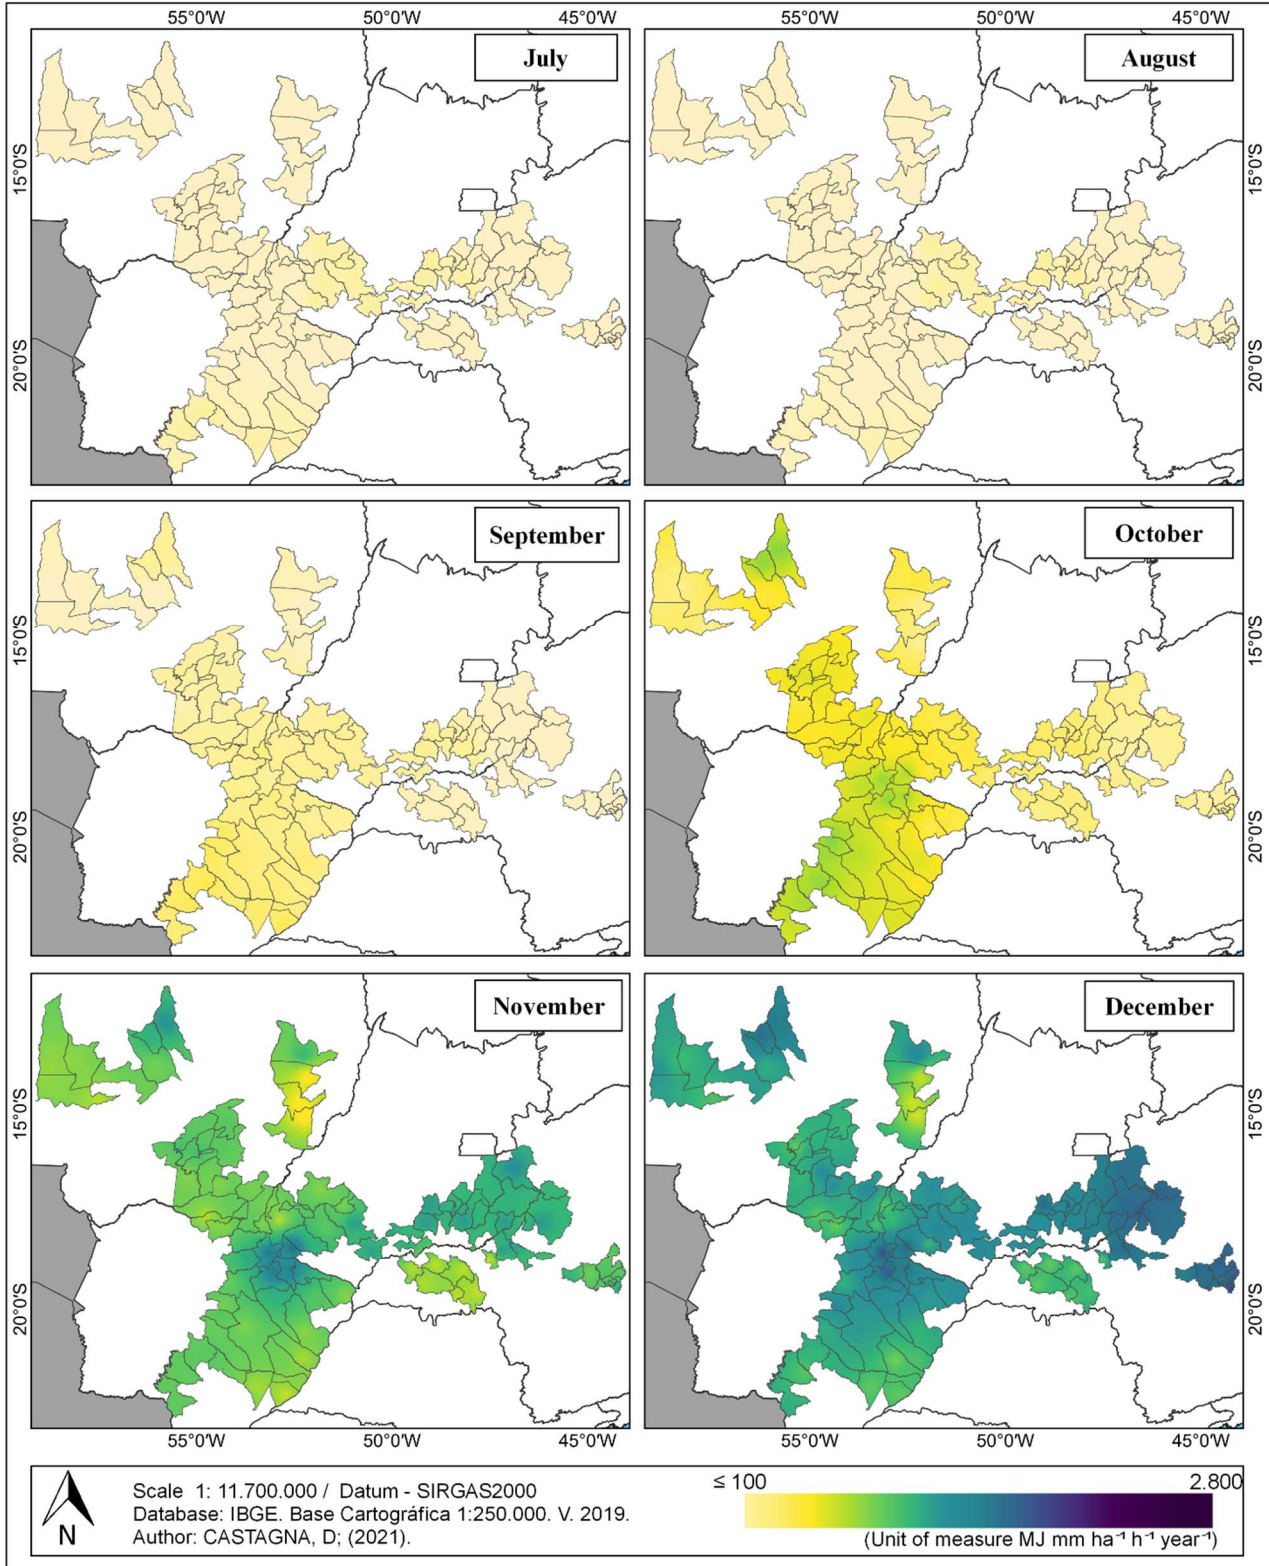 55°0'W 50°0'W 45°0'W 55°0'W 50°0'W 45°0'W
July
August
15°0'S
15°0'S
20°0'S
20°0'S
September
October
15°0'S
15°0'S
20°0'S
20°0'S
November
December
15°0'S
15°0'S
20°0'S
20°0'S
55°0'W 50°0'W 45°0'W 55°0'W 50°0'W 45°0'W
N
Scale 1: 11.700.000 / Datum - SIRGAS2000
Database: IBGE. Base Cartográfica 1:250.000. V. 2019.
Author: CASTAGNA, D; (2021).
≤ 100 2.800
(Unit of measure MJ mm ha⁻¹ h⁻¹ year⁻¹)